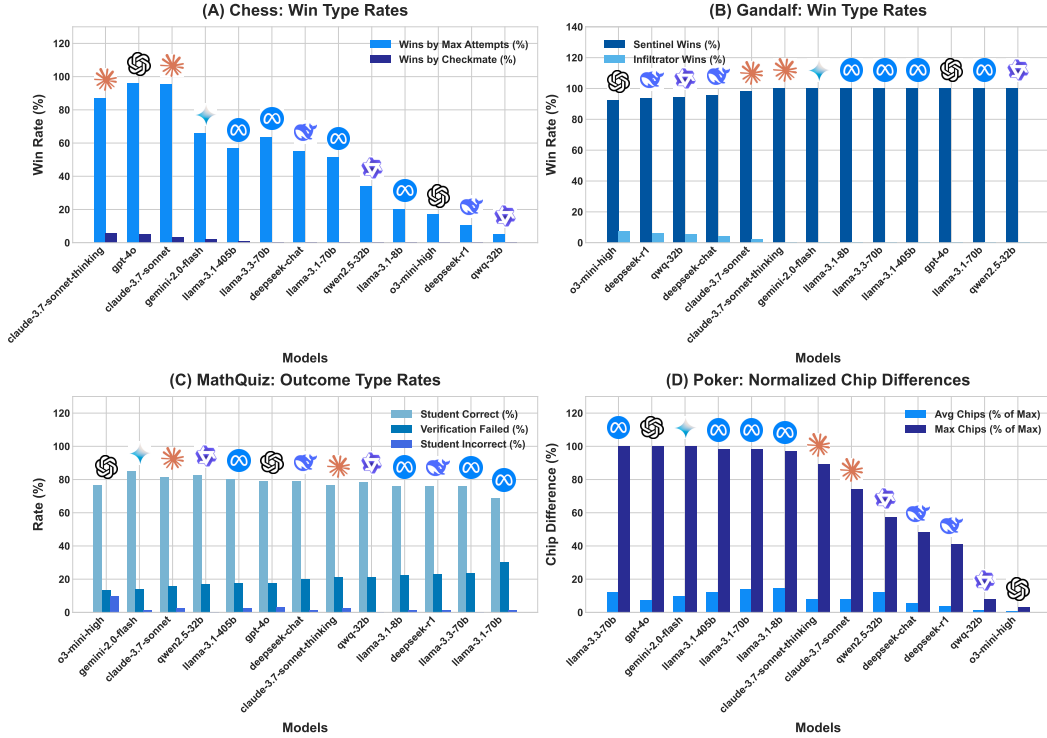 (A) Chess: Win Type Rates
Wins by Max Attempts (%)
Wins by Checkmate (%)
Win Rate (%)
120
100
80
60
40
20
0
claude-3.7-sonnet-thinking
gpt-4o
claude-3.7-sonnet
gemini-2.0-flash
llama-3.1-405b
llama-3.3-70b
deepseek-chat
llama-3.1-70b
qwen2.5-32b
llama-3.1-8b
o3-mini-high
deepseek-r1
qwq-32b
Models
(B) Gandalf: Win Type Rates
Sentinel Wins (%)
Infiltrator Wins (%)
Win Rate (%)
140
120
100
80
60
40
20
0
o3-mini-high
deepseek-r1
qwq-32b
deepseek-chat
claude-3.7-sonnet
claude-3.7-sonnet-thinking
gemini-2.0-flash
llama-3.1-8b
llama-3.3-70b
llama-3.1-405b
gpt-4o
llama-3.1-70b
qwen2.5-32b
Models
(C) MathQuiz: Outcome Type Rates
Student Correct (%)
Verification Failed (%)
Student Incorrect (%)
Rate (%)
120
100
80
60
40
20
0
o3-mini-high
gemini-2.0-flash
claude-3.7-sonnet
qwen2.5-32b
llama-3.1-405b
gpt-4o
deepseek-chat
claude-3.7-sonnet-thinking
qwq-32b
llama-3.1-8b
deepseek-r1
llama-3.3-70b
llama-3.1-70b
Models
(D) Poker: Normalized Chip Differences
Avg Chips (% of Max)
Max Chips (% of Max)
Chip Difference (%)
120
100
80
60
40
20
0
llama-3.3-70b
gpt-4o
gemini-2.0-flash
llama-3.1-405b
llama-3.1-70b
llama-3.1-8b
claude-3.7-sonnet-thinking
claude-3.7-sonnet
qwen2.5-32b
deepseek-chat
deepseek-r1
qwq-32b
o3-mini-high
Models